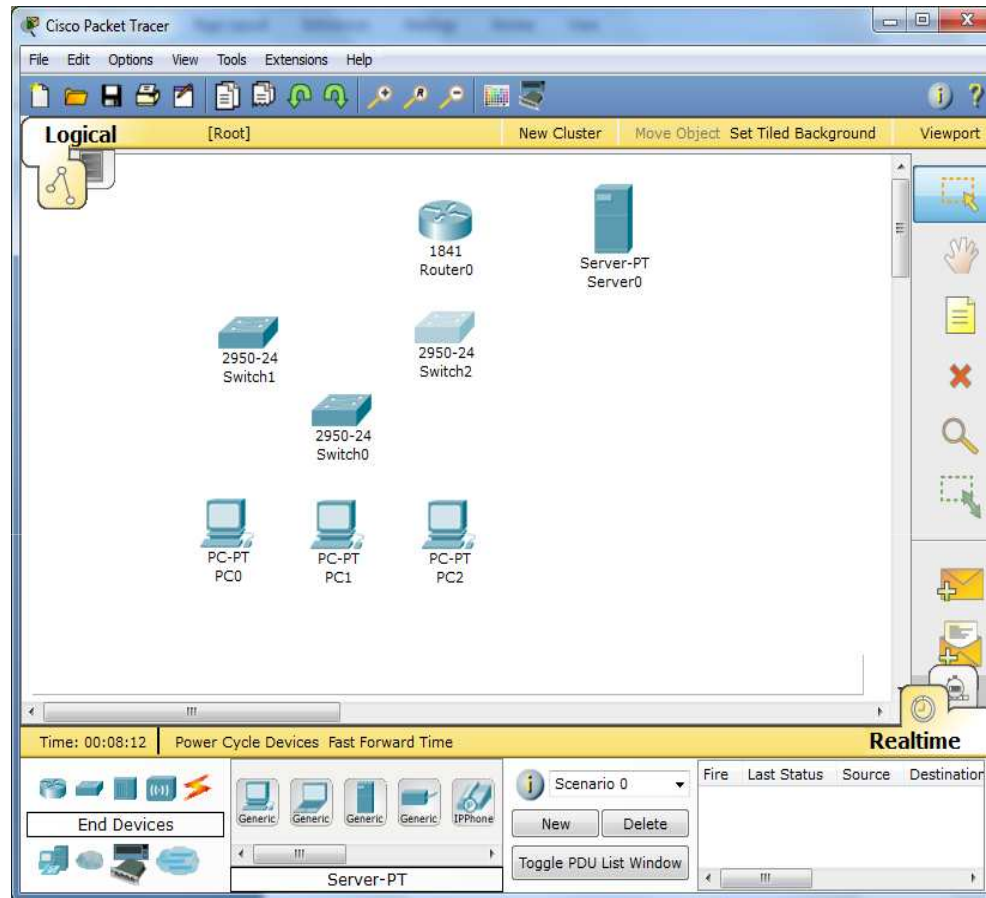 Cisco Packet Tracer
File Edit Options View Tools Extensions Help
Logical [Root] New Cluster Move Object Set Tiled Background Viewport
1841
Router0
Server-PT
Server0
2950-24
Switch1
2950-24
Switch2
2950-24
Switch0
PC-PT
PC0
PC-PT
PC1
PC-PT
PC2
Time: 00:08:12 Power Cycle Devices Fast Forward Time Realtime
End Devices
Generic Generic Generic Generic IPPhone
Server-PT
Scenario 0
New Delete
Toggle PDU List Window
Fire Last Status Source Destination